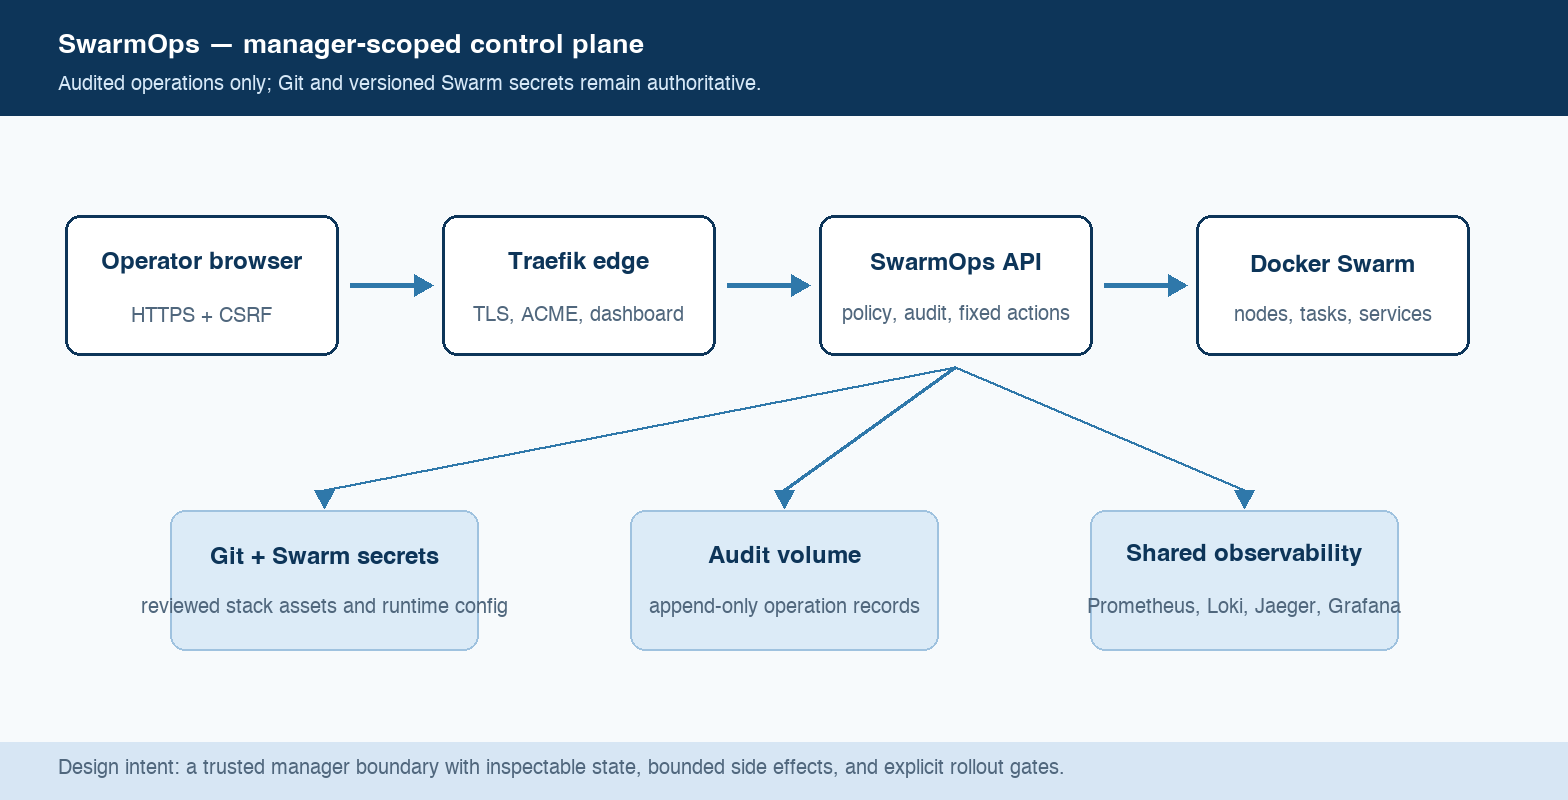 SwarmOps — manager-scoped control plane
Audited operations only; Git and versioned Swarm secrets remain authoritative.
Operator browser
HTTPS + CSRF
Traefik edge
TLS, ACME, dashboard
SwarmOps API
policy, audit, fixed actions
Docker Swarm
nodes, tasks, services
Git + Swarm secrets
reviewed stack assets and runtime config
Audit volume
append-only operation records
Shared observability
Prometheus, Loki, Jaeger, Grafana
Design intent: a trusted manager boundary with inspectable state, bounded side effects, and explicit rollout gates.